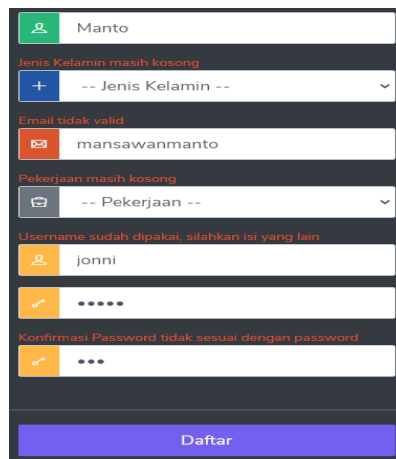 Manto
Jenis Kelamin masih kosong
-- Jenis Kelamin --
Email tidak valid
mansawanmanto
Pekerjaan masih kosong
-- Pekerjaan --
Username sudah dipakai, silahkan isi yang lain
jonni
•••••
Konfirmasi Password tidak sesuai dengan password
•••
Daftar